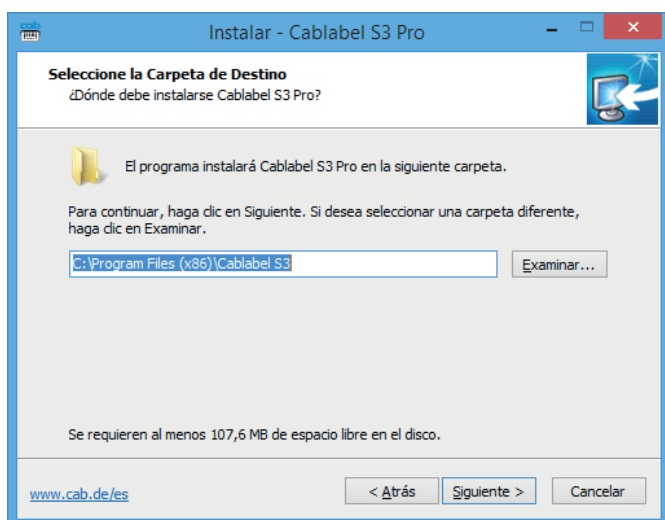 cab
Instalar - Cablabel S3 Pro
Seleccione la Carpeta de Destino
¿Dónde debe instalarse Cablabel S3 Pro?
El programa instalará Cablabel S3 Pro en la siguiente carpeta.
Para continuar, haga clic en Siguiente. Si desea seleccionar una carpeta diferente,
haga clic en Examinar.
C:\Program Files (x86)\Cablabel S3
Examinar...
Se requieren al menos 107,6 MB de espacio libre en el disco.
www.cab.de/es
< Atrás
Siguiente >
Cancelar